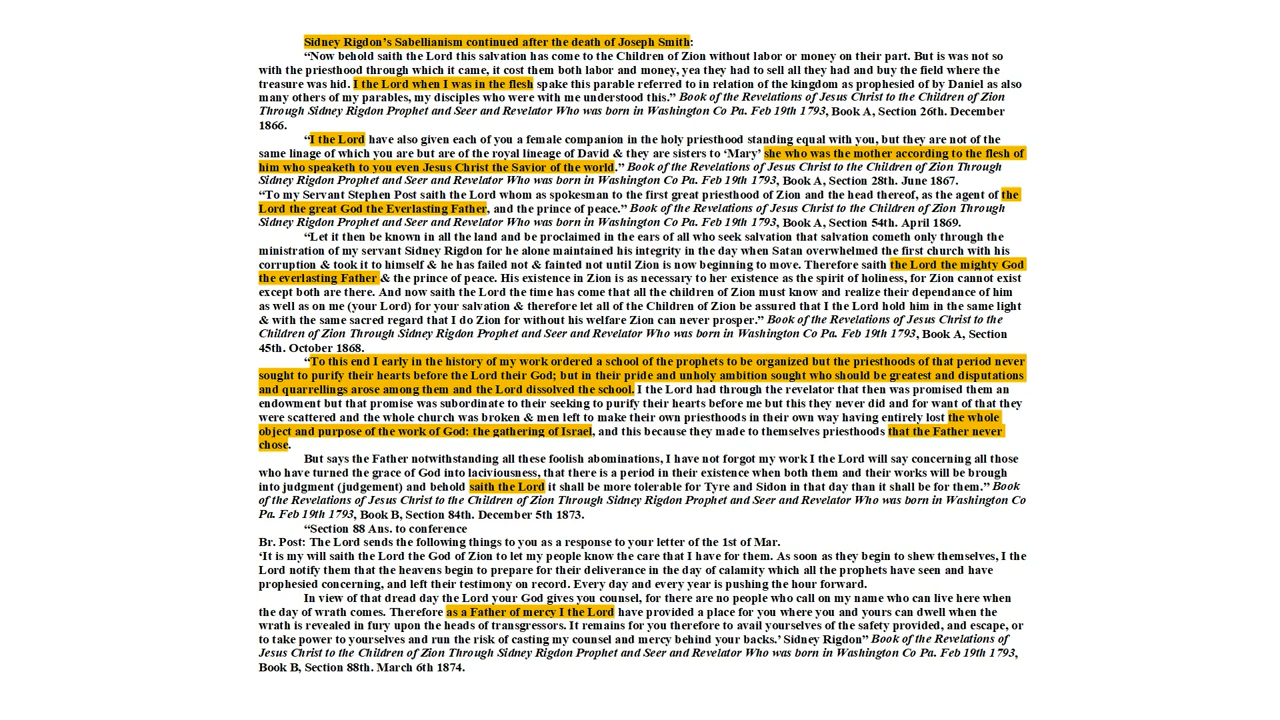 Sidney Rigdon's Sabellianism continued after the death of Joseph Smith:
"Now behold saith the Lord this salvation has come to the Children of Zion without labor or money on their part. But is was not so
with the priesthood through which it came, it cost them both labor and money, yea they had to sell all they had and buy the field where the
treasure was hid. I the Lord when I was in the flesh spake this parable referred to in relation of the kingdom as prophesied of by Daniel as also
many others of my parables, my disciples who were with me understood this." Book of the Revelations of Jesus Christ to the Children of Zion
Through Sidney Rigdon Prophet and Seer and Revelator Who was born in Washington Co Pa. Feb 19th 1793, Book A, Section 26th. December
1866.
"I the Lord have also given each of you a female companion in the holy priesthood standing equal with you, but they are not of the
same linage of which you are but are of the royal lineage of David & they are sisters to 'Mary' she who was the mother according to the flesh of
him who speaketh to you even Jesus Christ the Savior of the world." Book of the Revelations of Jesus Christ to the Children of Zion Through
Sidney Rigdon Prophet and Seer and Revelator Who was born in Washington Co Pa. Feb 19th 1793, Book A, Section 28th. June 1867.
"To my Servant Stephen Post saith the Lord whom as spokesman to the first great priesthood of Zion and the head thereof, as the agent of the
Lord the great God the Everlasting Father, and the prince of peace." Book of the Revelations of Jesus Christ to the Children of Zion Through
Sidney Rigdon Prophet and Seer and Revelator Who was born in Washington Co Pa. Feb 19th 1793, Book A, Section 54th. April 1869.
"Let it then be known in all the land and be proclaimed in the ears of all who seek salvation that salvation cometh only through the
ministration of my servant Sidney Rigdon for he alone maintained his integrity in the day when Satan overwhelmed the first church with his
corruption & took it to himself & he has failed not & fainted not until Zion is now beginning to move. Therefore saith the Lord the mighty God
the everlasting Father & the prince of peace. His existence in Zion is as necessary to her existence as the spirit of holiness, for Zion cannot exist
except both are there. And now saith the Lord the time has come that all the children of Zion must know and realize their dependance of him
as well as on me (your Lord) for your salvation & therefore let all of the Children of Zion be assured that I the Lord hold him in the same light
& with the same sacred regard that I do Zion for without his welfare Zion can never prosper." Book of the Revelations of Jesus Christ to the
Children of Zion Through Sidney Rigdon Prophet and Seer and Revelator Who was born in Washington Co Pa. Feb 19th 1793, Book A, Section
45th. October 1868.
"To this end I early in the history of my work ordered a school of the prophets to be organized but the priesthoods of that period never
sought to purify their hearts before the Lord their God; but in their pride and unholy ambition sought who should be greatest and disputations
and quarrellings arose among them and the Lord dissolved the school. I the Lord had through the revelator that then was promised them an
endowment but that promise was subordinate to their seeking to purify their hearts before me but this they never did and for want of that they
were scattered and the whole church was broken & men left to make their own priesthoods in their own way having entirely lost the whole
object and purpose of the work of God: the gathering of Israel, and this because they made to themselves priesthoods that the Father never
chose.
But says the Father notwithstanding all these foolish abominations, I have not forgot my work I the Lord will say concerning all those
who have turned the grace of God into laciviousness, that there is a period in their existence when both them and their works will be brough
into judgment (judgement) and behold saith the Lord it shall be more tolerable for Tyre and Sidon in that day than it shall be for them." Book
of the Revelations of Jesus Christ to the Children of Zion Through Sidney Rigdon Prophet and Seer and Revelator Who was born in Washington Co
Pa. Feb 19th 1793, Book B, Section 84th. December 5th 1873.
"Section 88 Ans. to conference
Br. Post: The Lord sends the following things to you as a response to your letter of the 1st of Mar.
'It is my will saith the Lord the God of Zion to let my people know the care that I have for them. As soon as they begin to shew themselves, I the
Lord notify them that the heavens begin to prepare for their deliverance in the day of calamity which all the prophets have seen and have
prophesied concerning, and left their testimony on record. Every day and every year is pushing the hour forward.
In view of that dread day the Lord your God gives you counsel, for there are no people who call on my name who can live here when
the day of wrath comes. Therefore as a Father of mercy I the Lord have provided a place for you where you and yours can dwell when the
wrath is revealed in fury upon the heads of transgressors. It remains for you therefore to avail yourselves of the safety provided, and escape, or
to take power to yourselves and run the risk of casting my counsel and mercy behind your backs.' Sidney Rigdon" Book of the Revelations of
Jesus Christ to the Children of Zion Through Sidney Rigdon Prophet and Seer and Revelator Who was born in Washington Co Pa. Feb 19th 1793,
Book B, Section 88th. March 6th 1874.